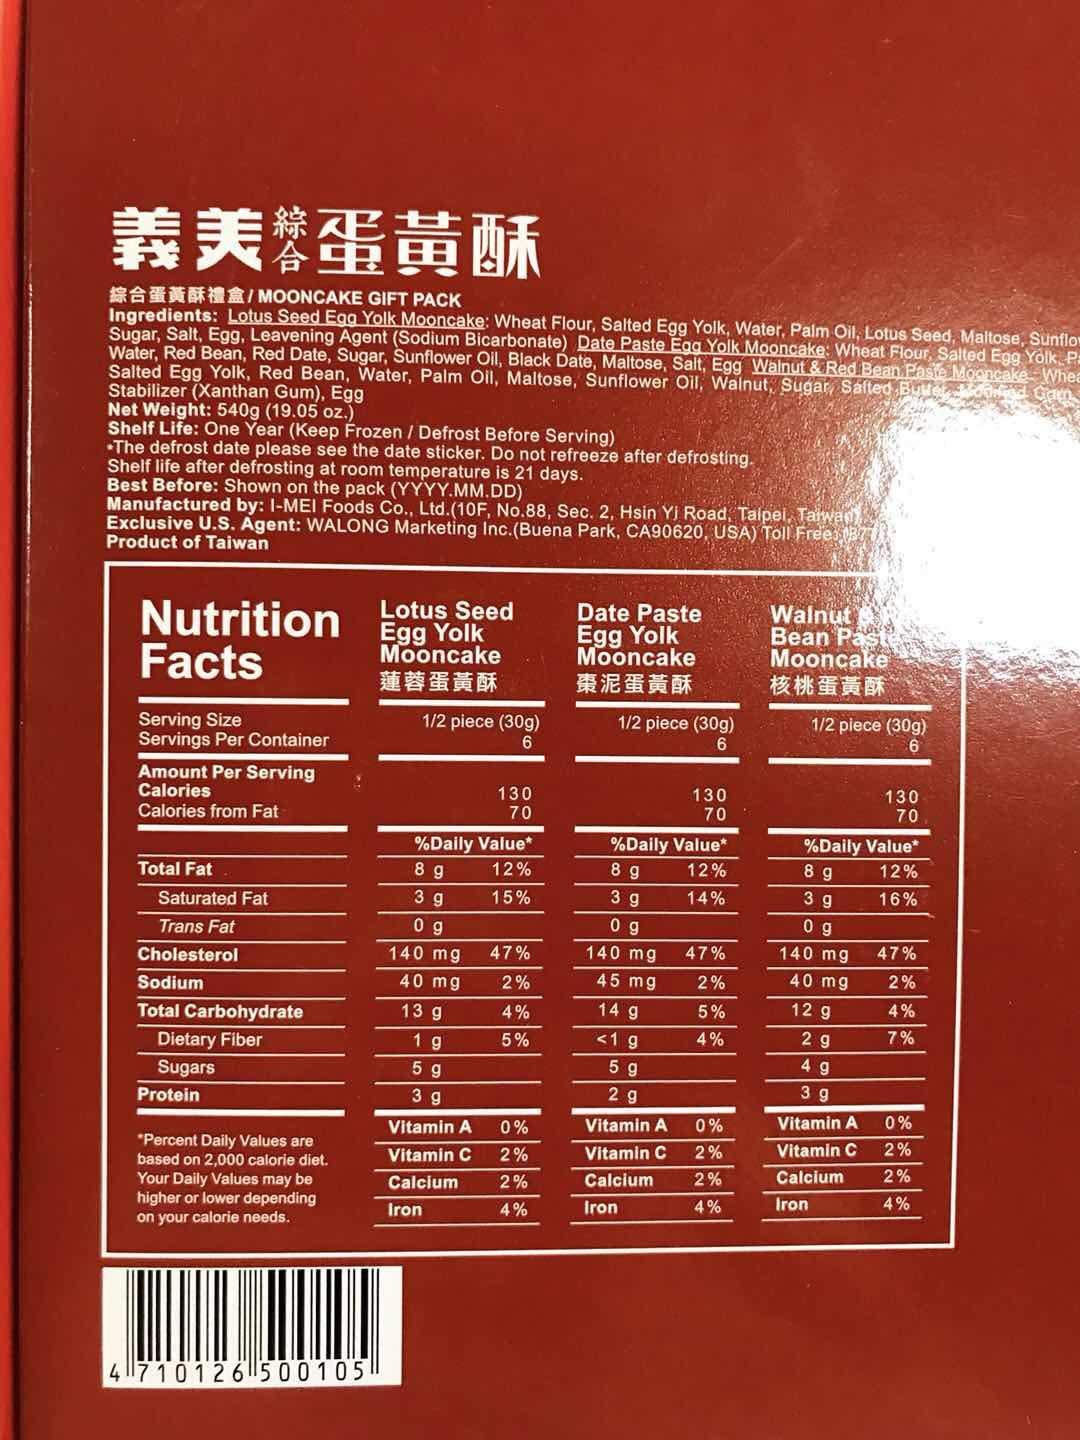 義美綜合蛋黃酥
綜合蛋黃酥禮盒/ MOONCAKE GIFT PACK
Ingredients: Lotus Seed Egg Yolk Mooncake: Wheat Flour, Salted Egg Yolk, Water, Palm Oil, Lotus Seed, Maltose,
Sugar, Salt, Egg, Leavening Agent (Sodium Bicarbonate) Date Paste Egg Yolk Mooncake: Wheat Flour, Salted Egg Yolk,
Water, Red Bean, Red Date, Sugar, Sunflower Oil, Black Date, Maltose, Salt, Egg Walnut & Red Bean Paste Mooncake:
Salted Egg Yolk, Red Bean, Water, Palm Oil, Maltose, Sunflower Oil, Walnut, Sugar, Salted Butter,
Stabilizer (Xanthan Gum), Egg
Net Weight: 540g (19.05 oz.)
Shelf Life: One Year (Keep Frozen / Defrost Before Serving)
*The defrost date please see the date sticker. Do not refreeze after defrosting.
Shelf life after defrosting at room temperature is 21 days.
Best Before: Shown on the pack (YYYY.MM.DD)
Manufactured by: I-MEI Foods Co., Ltd.(10F, No.88, Sec. 2, Hsin Yi Road, Taipei, Taiwan)
Exclusive U.S. Agent: WALONG Marketing Inc.(Buena Park, CA90620, USA) Toll Free:
Product of Taiwan
Nutrition Facts
Lotus Seed Egg Yolk Mooncake 蓮蓉蛋黃酥
Date Paste Egg Yolk Mooncake 棗泥蛋黃酥
Walnut Bean Mooncake 核桃蛋黃酥
Serving Size 1/2 piece (30g) 1/2 piece (30g) 1/2 piece (30g)
Servings Per Container 6 6 6
Amount Per Serving
Calories 130 130 130
Calories from Fat 70 70 70
%Daily Value* %Daily Value* %Daily Value*
Total Fat 8 g 12% 8 g 12% 8 g 12%
Saturated Fat 3 g 15% 3 g 14% 3 g 16%
Trans Fat 0 g 0 g 0 g
Cholesterol 140 mg 47% 140 mg 47% 140 mg 47%
Sodium 40 mg 2% 45 mg 2% 40 mg 2%
Total Carbohydrate 13 g 4% 14 g 5% 12 g 4%
Dietary Fiber 1 g 5% <1 g 4% 2 g 7%
Sugars 5 g 5 g 4 g
Protein 3 g 2 g 3 g
Vitamin A 0% Vitamin A 0% Vitamin A 0%
Vitamin C 2% Vitamin C 2% Vitamin C 2%
Calcium 2% Calcium 2% Calcium 2%
Iron 4% Iron 4% Iron 4%
*Percent Daily Values are
based on 2,000 calorie diet.
Your Daily Values may be
higher or lower depending
on your calorie needs.
4 710126 500105